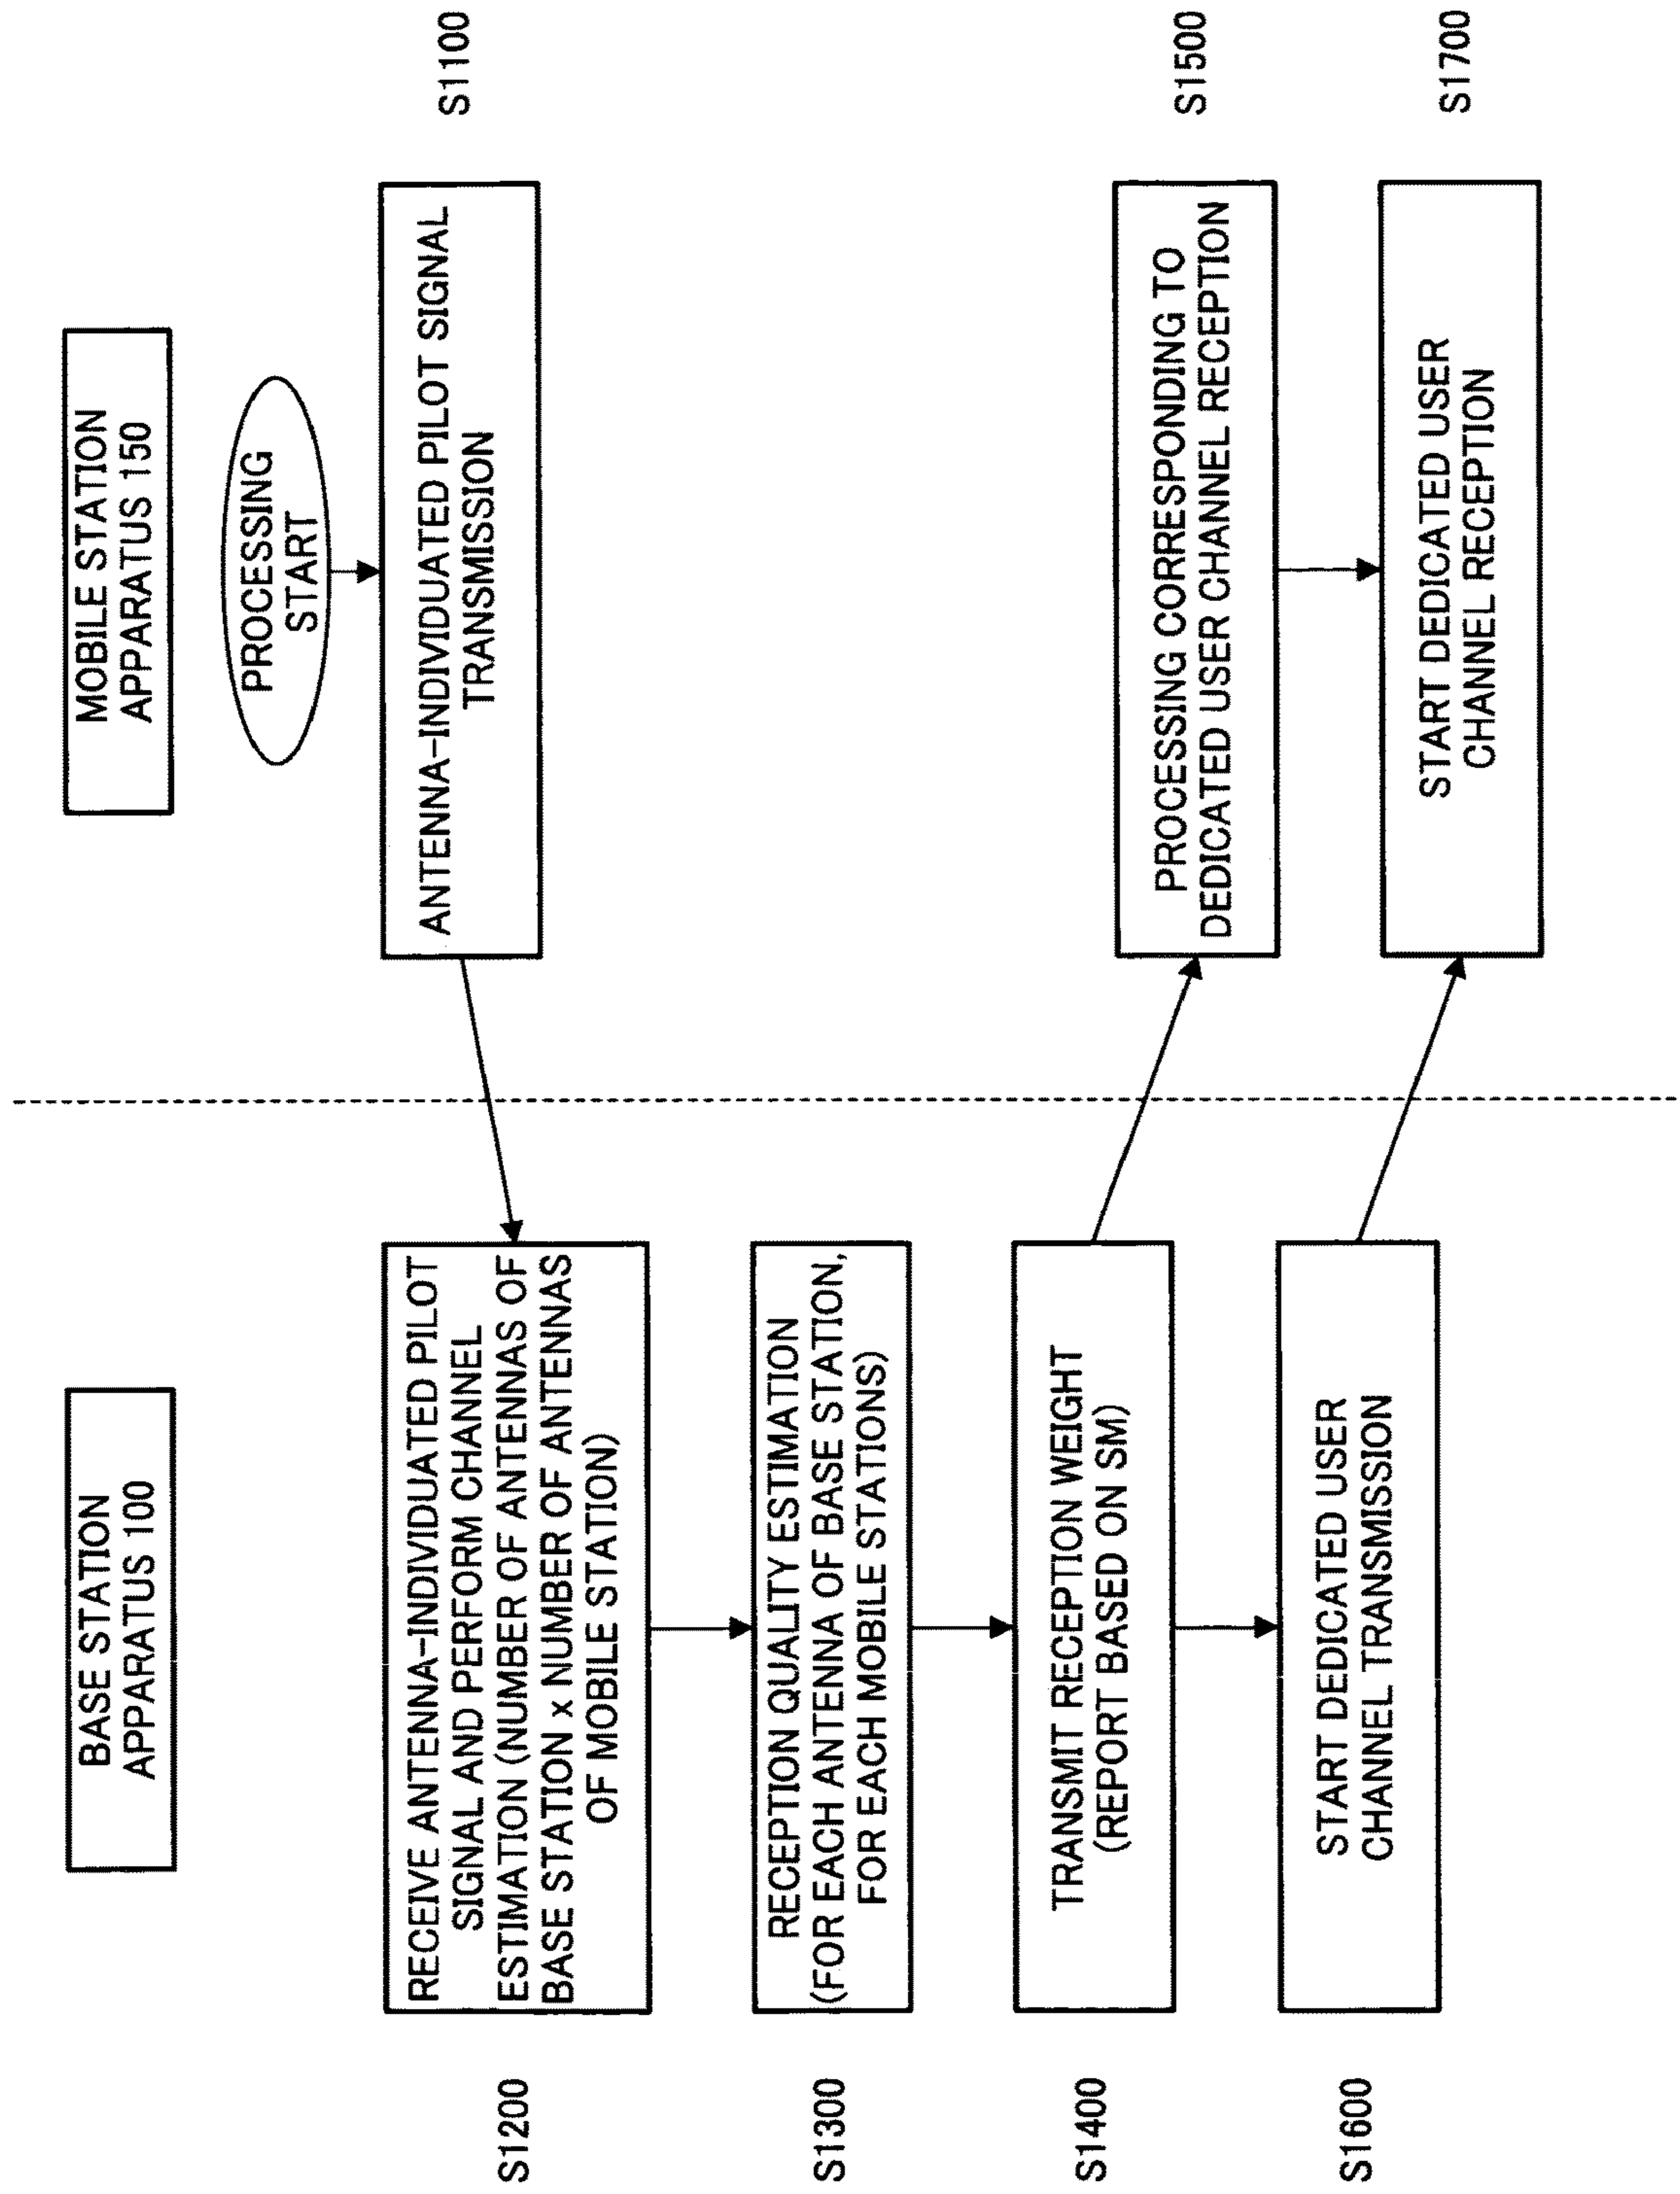 BASE STATION
APPARATUS 100
MOBILE STATION
APPARATUS 150
PROCESSING
START
ANTENNA-INDIVIDUATED PILOT SIGNAL
TRANSMISSION
S1100
S1200
RECEIVE ANTENNA-INDIVIDUATED PILOT
SIGNAL AND PERFORM CHANNEL
ESTIMATION (NUMBER OF ANTENNAS OF
BASE STATION x NUMBER OF ANTENNAS
OF MOBILE STATION)
S1300
RECEPTION QUALITY ESTIMATION
(FOR EACH ANTENNA OF BASE STATION,
FOR EACH MOBILE STATIONS)
S1400
TRANSMIT RECEPTION WEIGHT
(REPORT BASED ON SM)
PROCESSING CORRESPONDING TO
DEDICATED USER CHANNEL RECEPTION
S1500
S1600
START DEDICATED USER
CHANNEL TRANSMISSION
START DEDICATED USER
CHANNEL RECEPTION
S1700